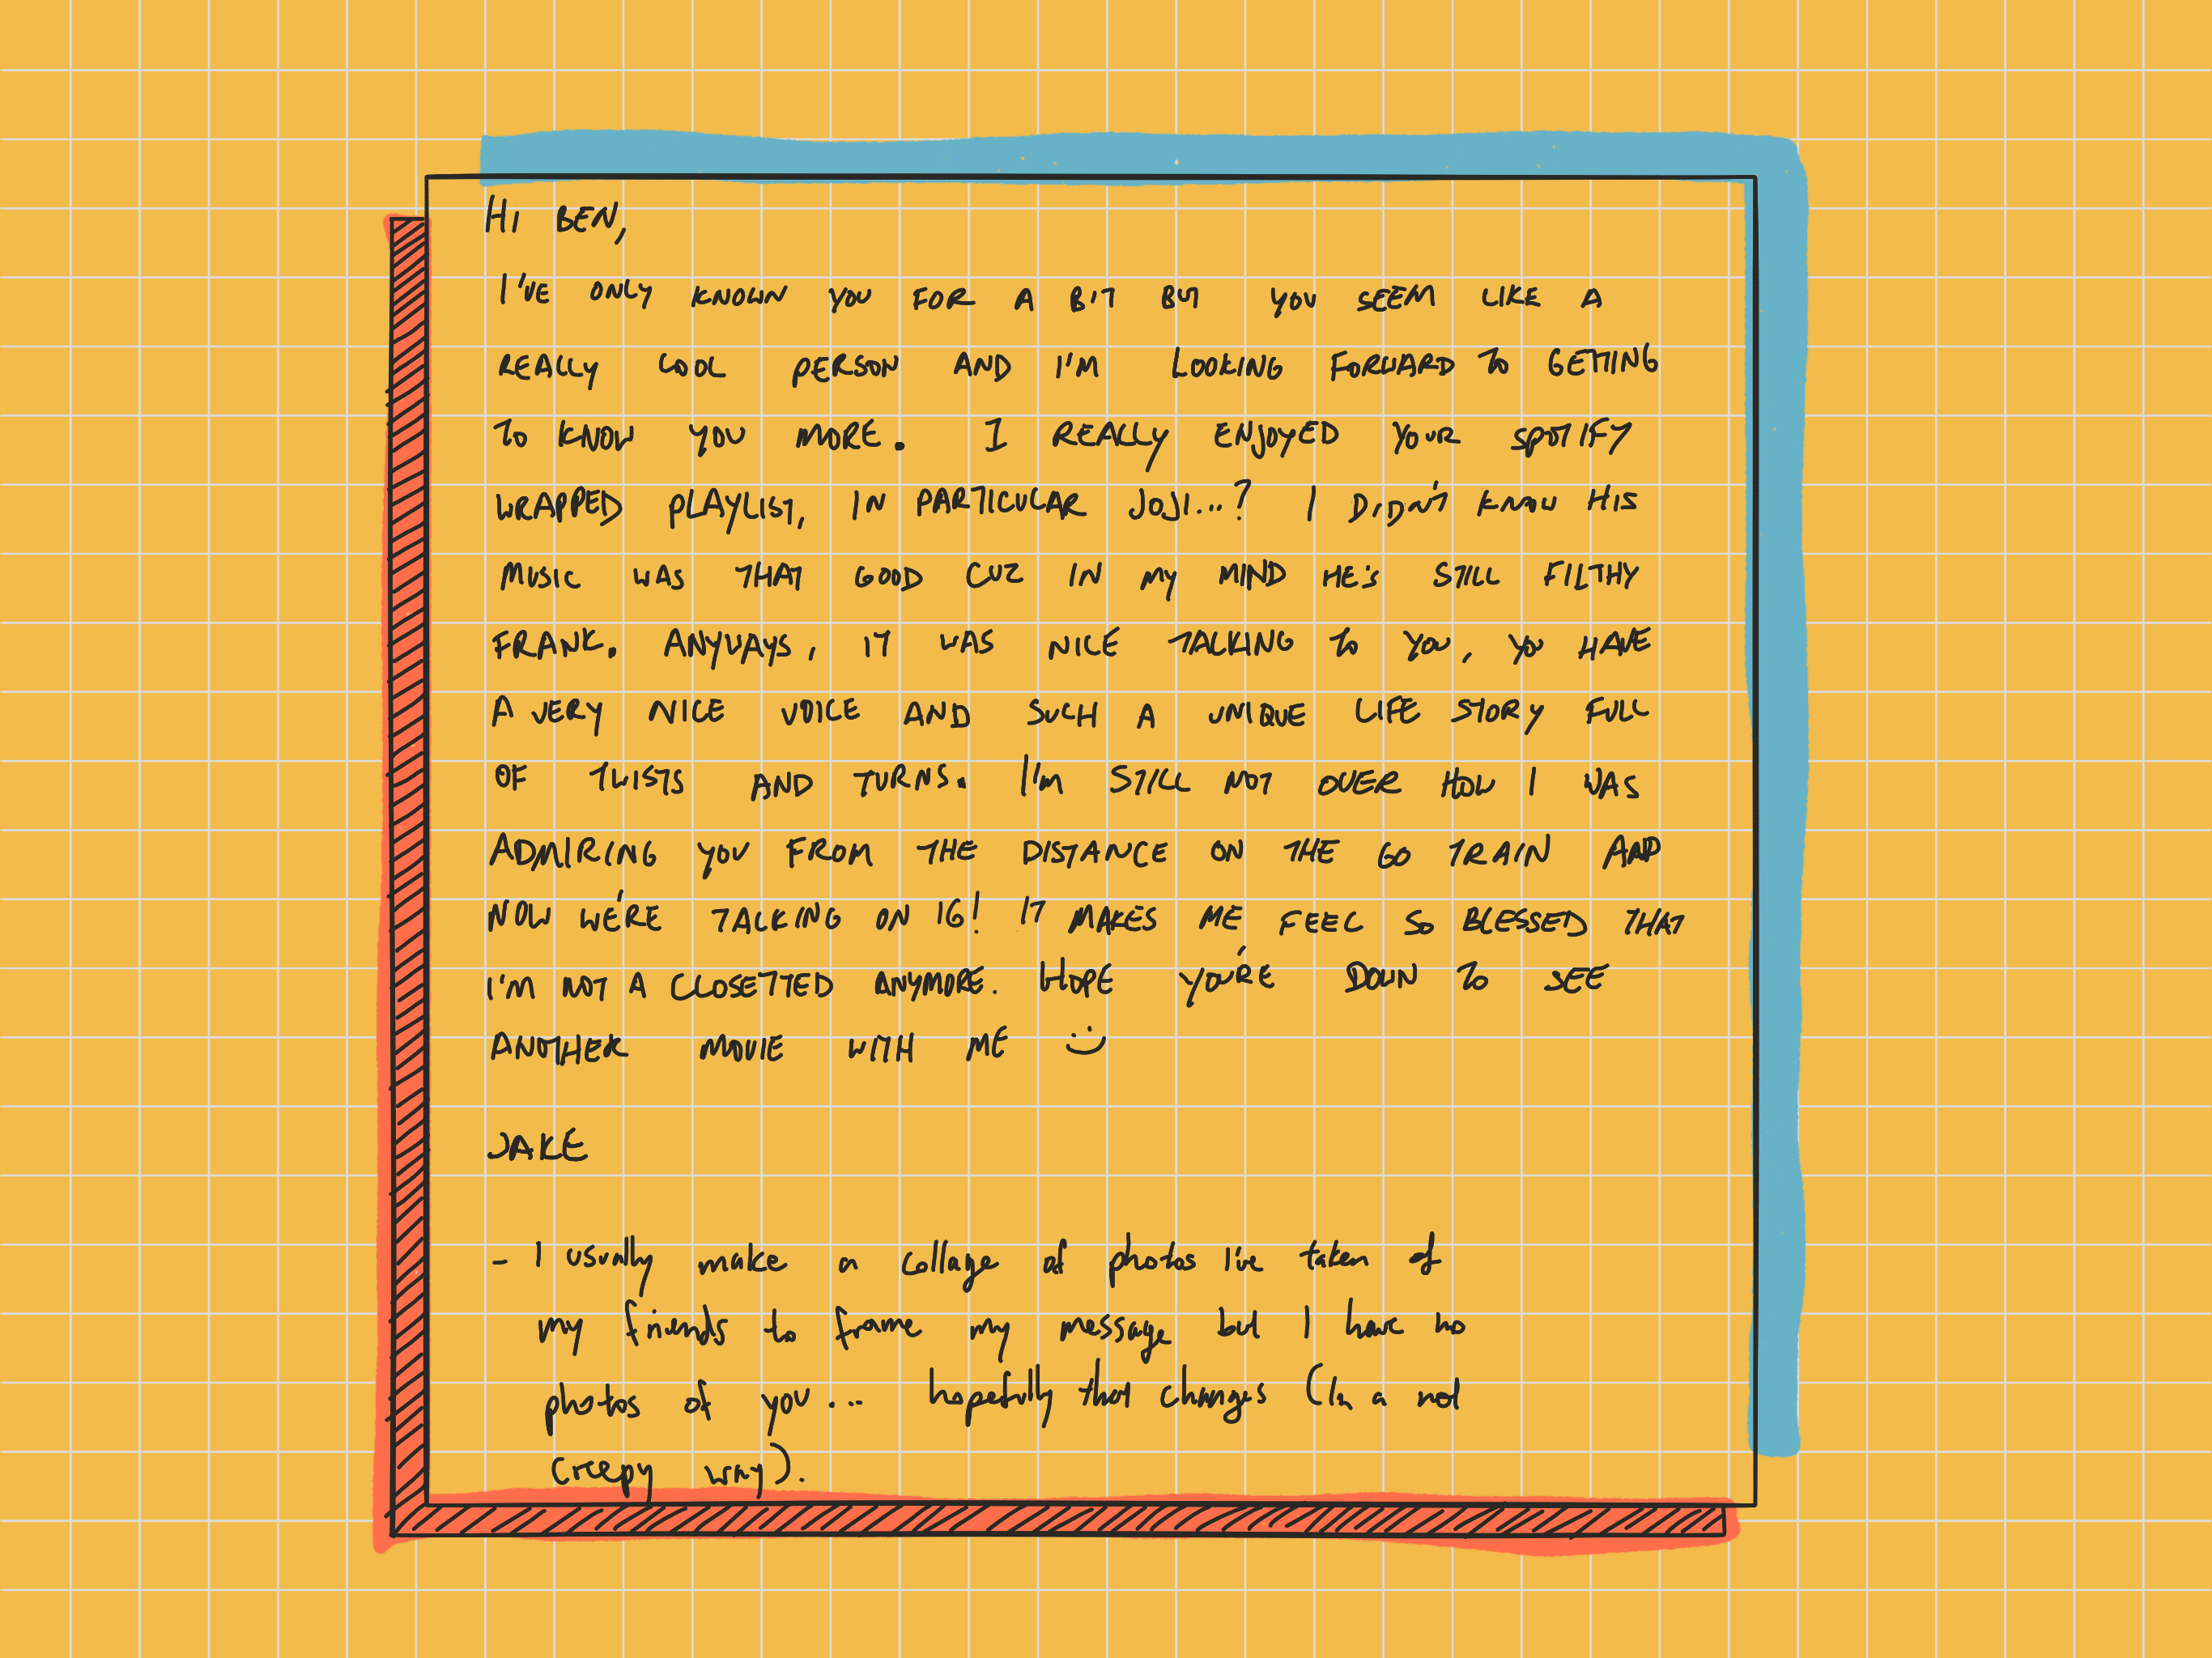 HI BEN,
I'VE ONLY KNOWN YOU FOR A BIT BUT YOU SEEM LIKE A
REALLY COOL PERSON AND I'M LOOKING FORWARD TO GETTING
TO KNOW YOU MORE. I REALLY ENJOYED YOUR SPOTIFY
WRAPPED PLAYLIST, IN PARTICULAR JOJI...? I DIDN'T KNOW HIS
MUSIC WAS THAT GOOD CUZ IN MY MIND HE'S STILL FILTHY
FRANK. ANYWAYS, IT WAS NICE TALKING TO YOU, YOU HAVE
A VERY NICE VOICE AND SUCH A UNIQUE LIFE STORY FULL
OF TWISTS AND TURNS. I'M STILL NOT OVER HOW I WAS
ADMIRING YOU FROM THE DISTANCE ON THE GO TRAIN AND
NOW WE'RE TALKING ON IG! IT MAKES ME FEEL SO BLESSED THAT
I'M NOT A CLOSETTED ANYMORE. HOPE YOU'RE DOWN TO SEE
ANOTHER MOVIE WITH ME :)
JAKE
- I usually make a collage of photos I've taken of
my friends to frame my message but I have no
photos of you... hopefully that changes (In a not
creepy way).